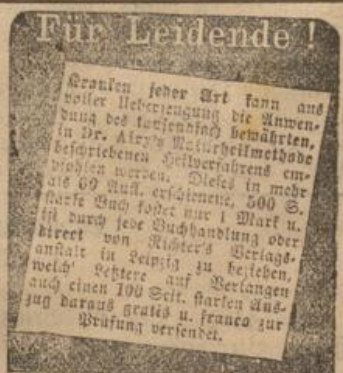 Für Leidende!
Kranken jeder Art kann aus
voller Ueberzeugung die Anwen-
dung des tausendfach bewährten,
in Dr. Airy's Naturheilmethode
beschriebenen Heilverfahrens em-
pfohlen werden. Dieses in mehr
als 60 Aufl. erschienene, 500 S.
starke Buch kostet nur 1 Mark u.
ist durch jede Buchhandlung oder
direct von Richter's Verlags-
anstalt in Leipzig zu beziehen,
welch' Letztere auf Verlangen
auch einen 100 Seit. starken Aus-
zug daraus gratis u. franco zur
Prüfung versendet.